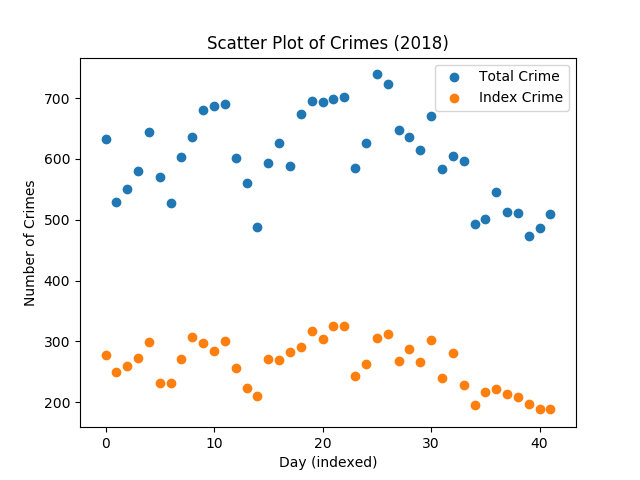 Scatter Plot of Crimes (2018)
Total Crime
Index Crime
700
600
500
400
300
200
Number of Crimes
0 10 20 30 40
Day (indexed)